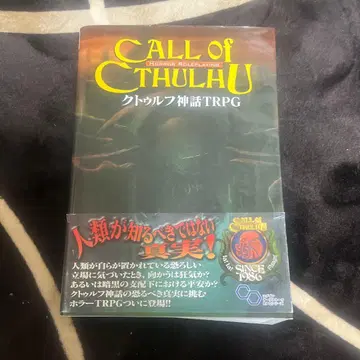 CALL of
HORROR ROLEPLAYING
CTHULHU
クトゥルフ神話TRPG
人類が知るべきではない
真実!
CALL OF
CTHULHU
SINCE
1986
人類が自らが置かれている恐ろしい
立場に気づいたとき、向かうは狂気か?
あるいは暗黒の支配下における平安か?
クトゥルフ神話の恐るべき真実に挑む
ホラーTRPGついに登場!!